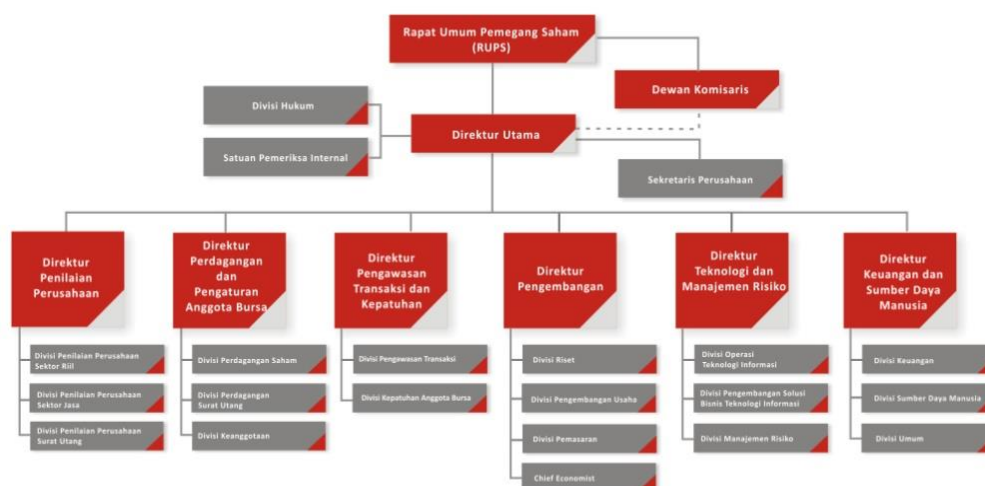 Rapat Umum Pemegang Saham
(RUPS)
Dewan Komisaris
Divisi Hukum
Direktur Utama
Satuan Pemeriksa Internal
Sekretaris Perusahaan
Direktur
Penilaian
Perusahaan
Direktur
Perdagangan
dan
Pengaturan
Anggota Bursa
Direktur
Pengawasan
Transaksi dan
Kepatuhan
Direktur
Pengembangan
Direktur
Teknologi dan
Manajemen Risiko
Direktur
Keuangan dan
Sumber Daya
Manusia
Divisi Penilaian Perusahaan
Sektor Riil
Divisi Penilaian Perusahaan
Sektor Jasa
Divisi Penilaian Perusahaan
Surat Utang
Divisi Perdagangan Saham
Divisi Perdagangan
Surat Utang
Divisi Keanggotaan
Divisi Pengawasan Transaksi
Divisi Kepatuhan Anggota Bursa
Divisi Riset
Divisi Pengembangan Usaha
Divisi Pemasaran
Chief Economist
Divisi Operasi
Teknologi Informasi
Divisi Pengembangan Solusi
Bisnis Teknologi Informasi
Divisi Manajemen Risiko
Divisi Keuangan
Divisi Sumber Daya Manusia
Divisi Umum